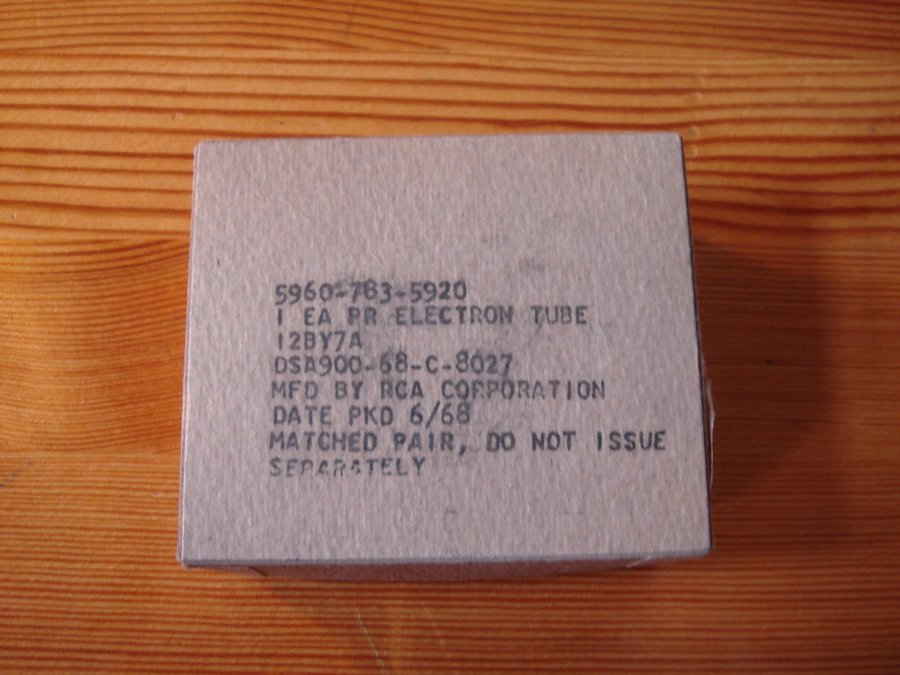 5960-783-5920
1 EA PR ELECTRON TUBE
12BY7A
DSA900-68-C-8027
MFD BY RCA CORPORATION
DATE PKD 6/68
MATCHED PAIR, DO NOT ISSUE
SEPARATELY